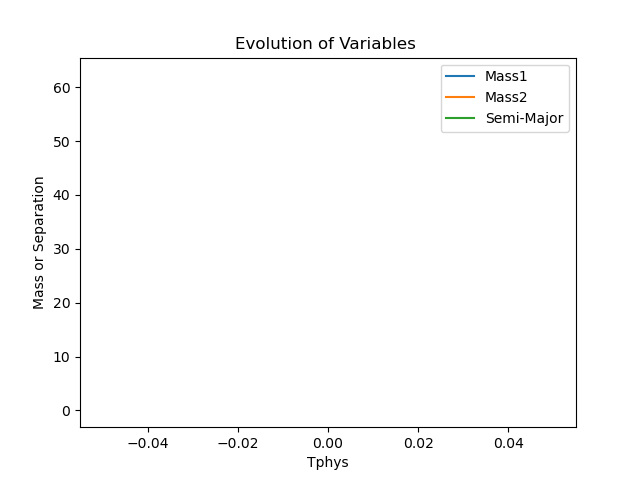 Evolution of Variables
Mass1
Mass2
Semi-Major
60
50
40
30
20
10
0
Mass or Separation
−0.04
−0.02
0.00
0.02
0.04
Tphys